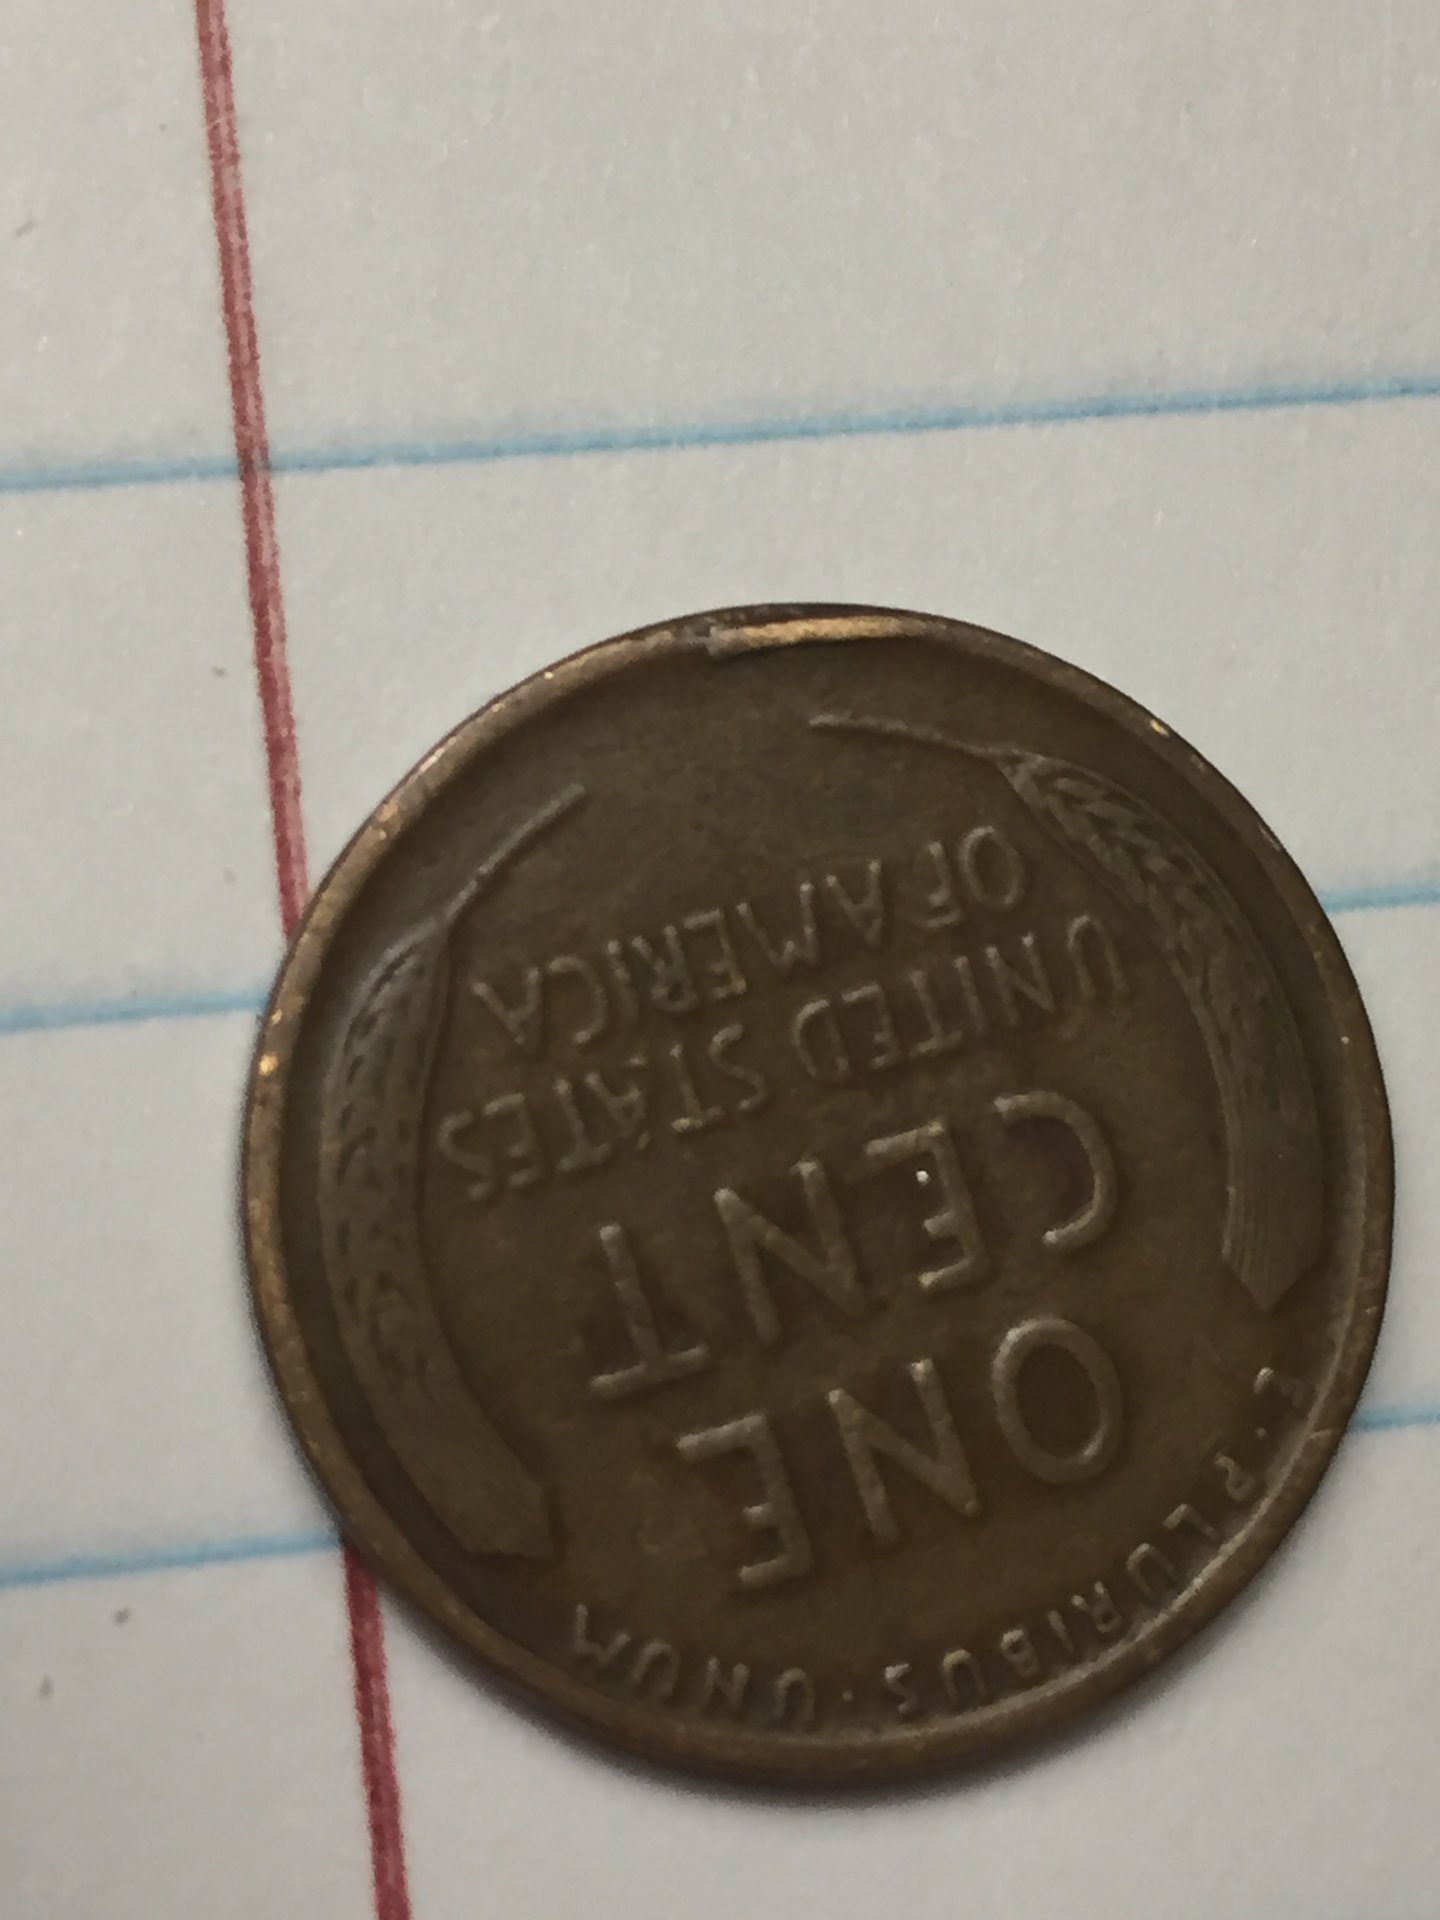 E · PLURIBUS · UNUM
ONE
CENT
UNITED STATES
OF AMERICA